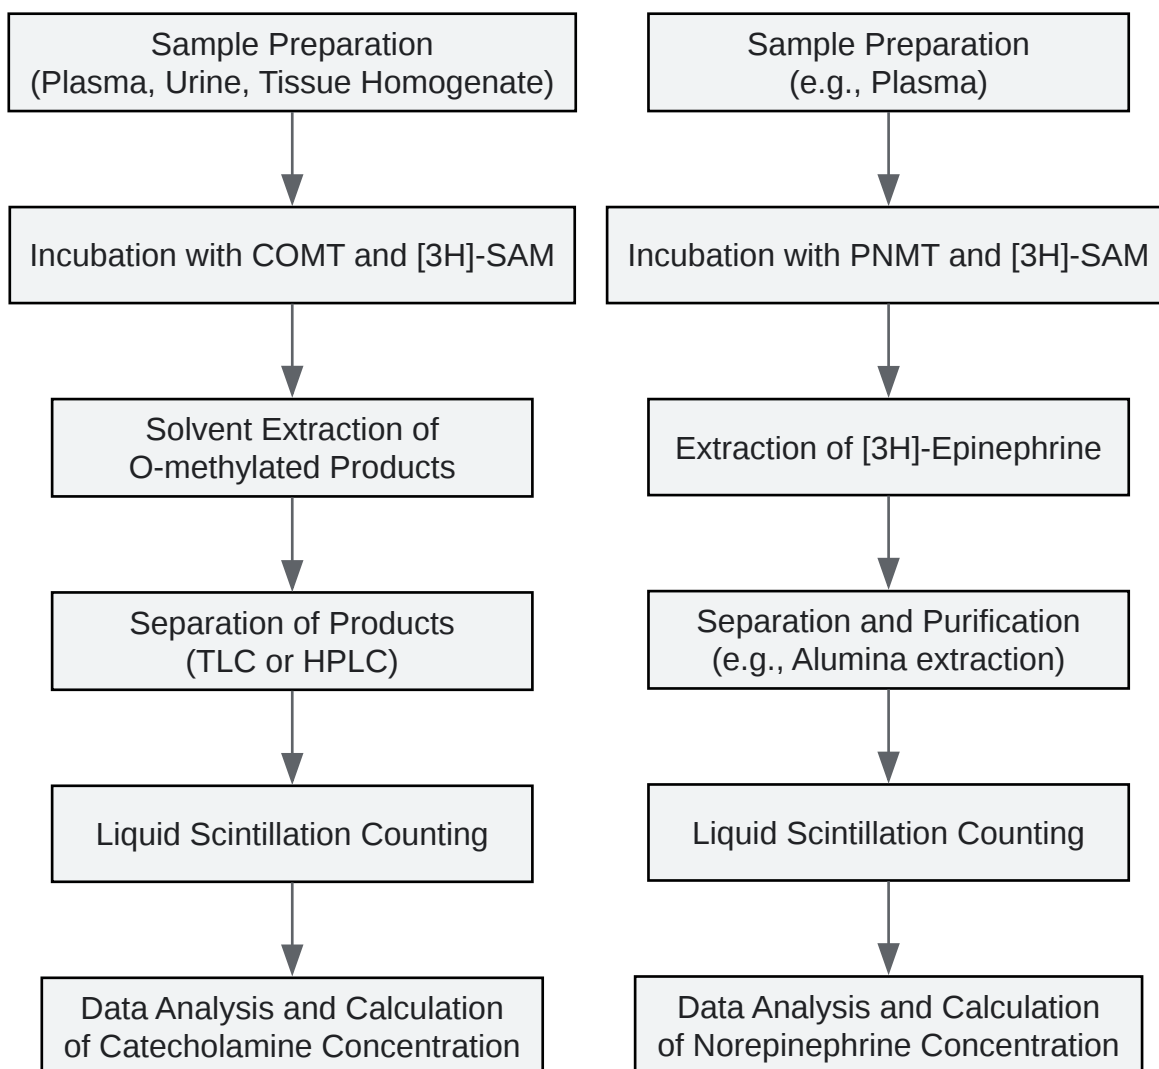 Sample Preparation
(Plasma, Urine, Tissue Homogenate)
Incubation with COMT and [3H]-SAM
Solvent Extraction of
O-methylated Products
Separation of Products
(TLC or HPLC)
Liquid Scintillation Counting
Data Analysis and Calculation
of Catecholamine Concentration
Sample Preparation
(e.g., Plasma)
Incubation with PNMT and [3H]-SAM
Extraction of [3H]-Epinephrine
Separation and Purification
(e.g., Alumina extraction)
Liquid Scintillation Counting
Data Analysis and Calculation
of Norepinephrine Concentration